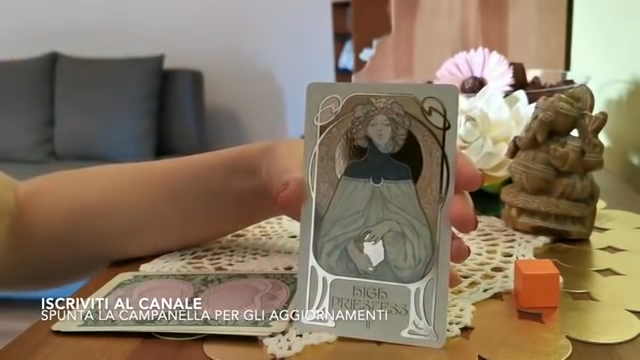 HIGH
PRIESTESS
II
ISCRIVITI AL CANALE
SPUNTA LA CAMPANELLA PER GLI AGGIORNAMENTI